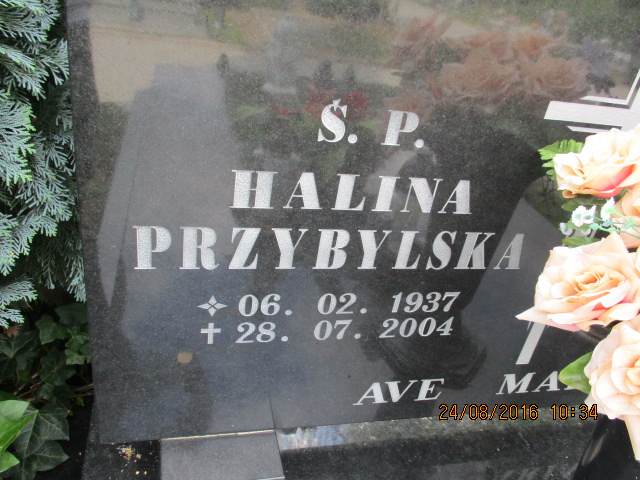 Ś. P.
HALINA
PRZYBYLSKA
✧ 06. 02. 1937
✝ 28. 07. 2004
AVE
24/08/2016 10:34